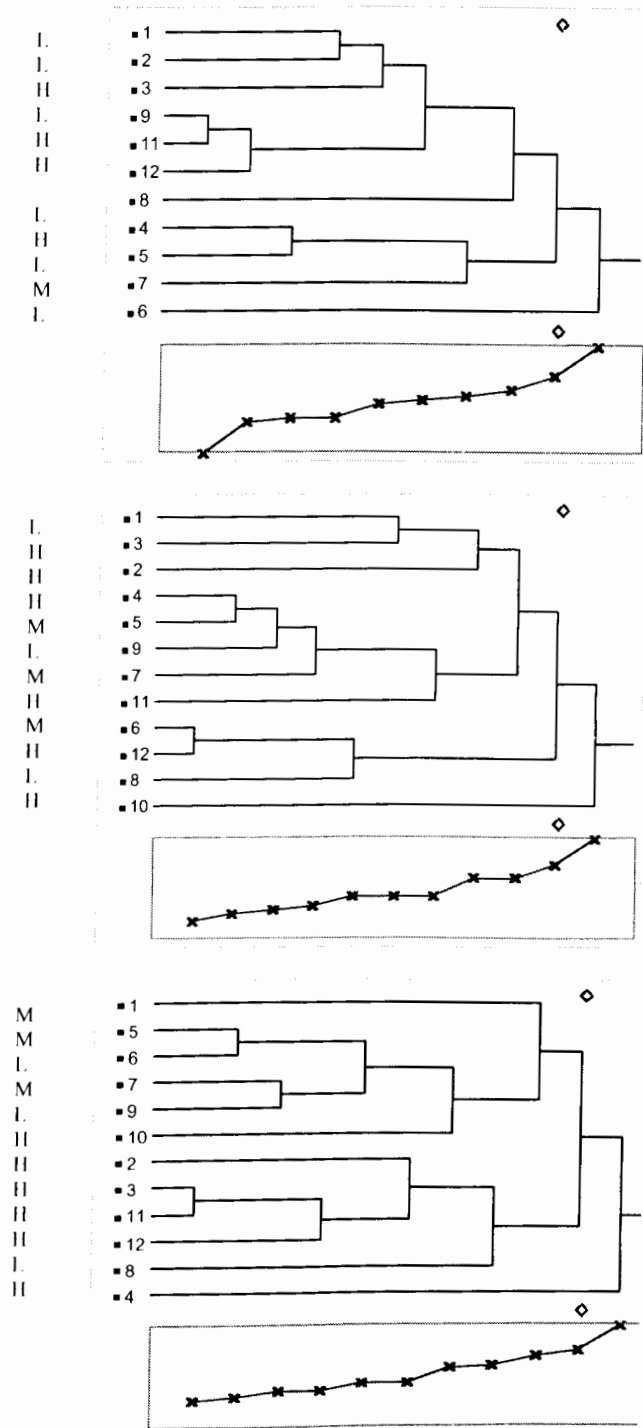 L ▪1
L ▪2
H ▪3
L ▪9
H ▪11
H ▪12
L ▪8
H ▪4
L ▪5
M ▪7
L ▪6
L ▪1
H ▪3
H ▪2
H ▪4
M ▪5
L ▪9
M ▪7
H ▪11
M ▪6
H ▪12
L ▪8
H ▪10
M ▪1
M ▪5
L ▪6
M ▪7
L ▪9
H ▪10
H ▪2
H ▪3
H ▪11
H ▪12
L ▪8
H ▪4